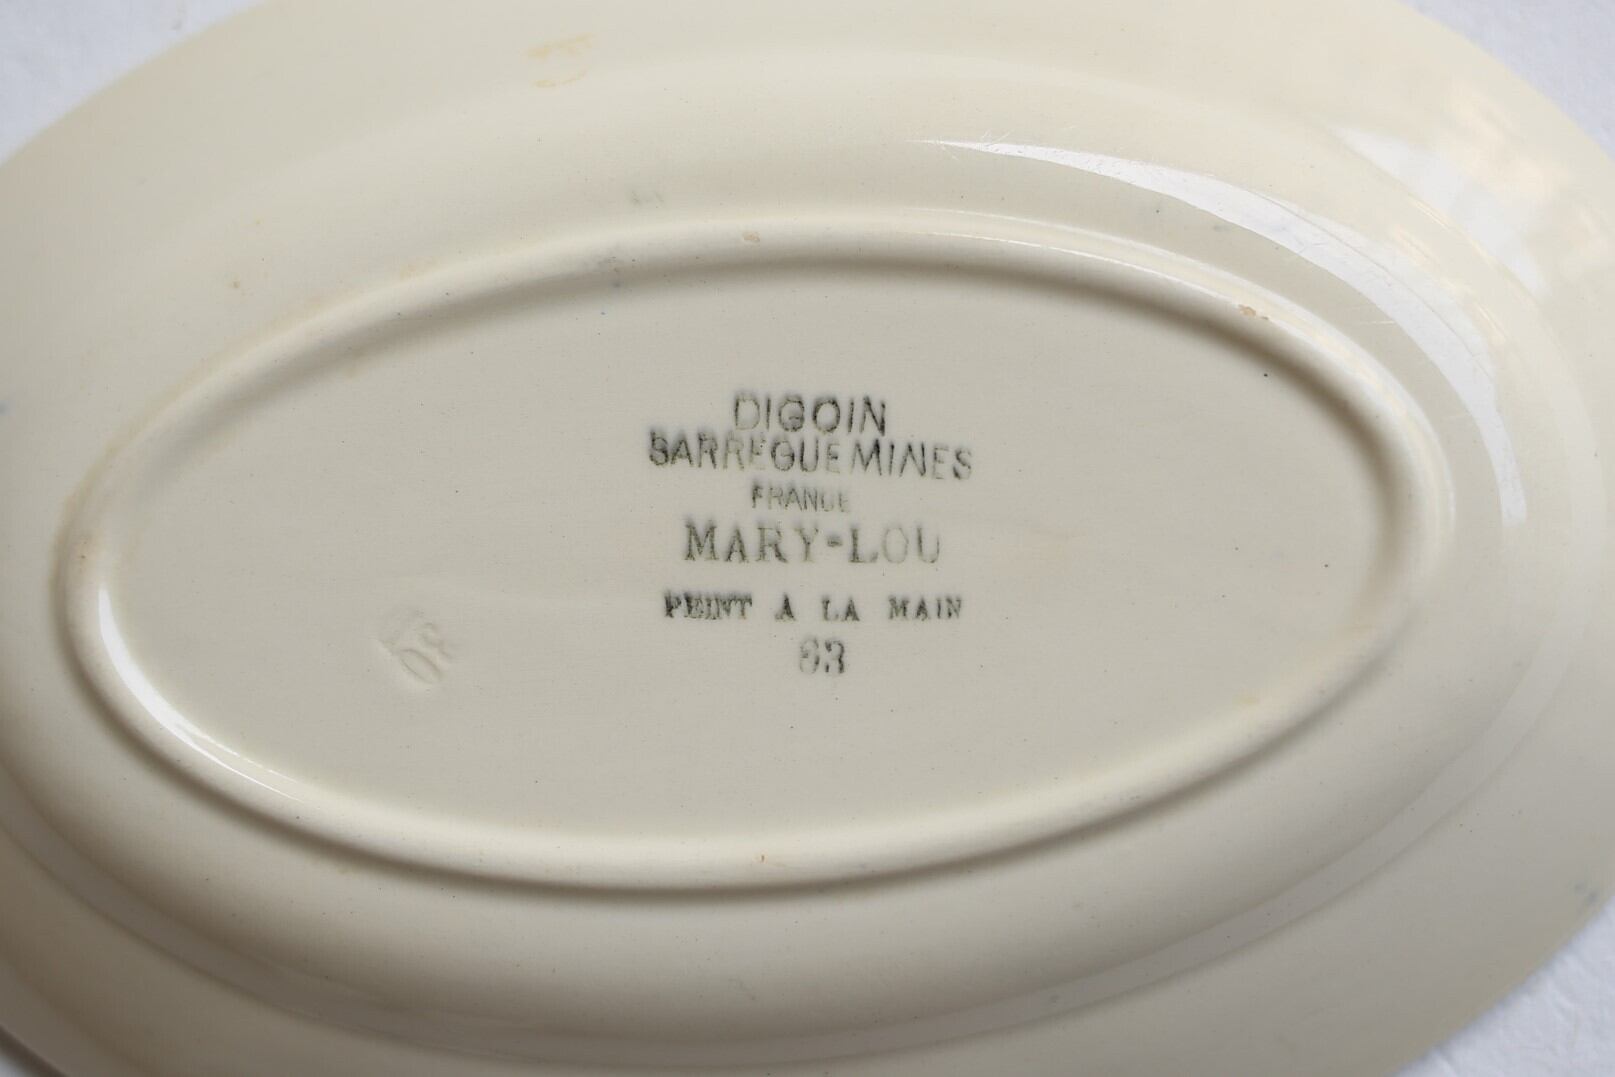 DIGOIN
SARREGUEMINES
FRANCE
MARY-LOU
PEINT A LA MAIN
63